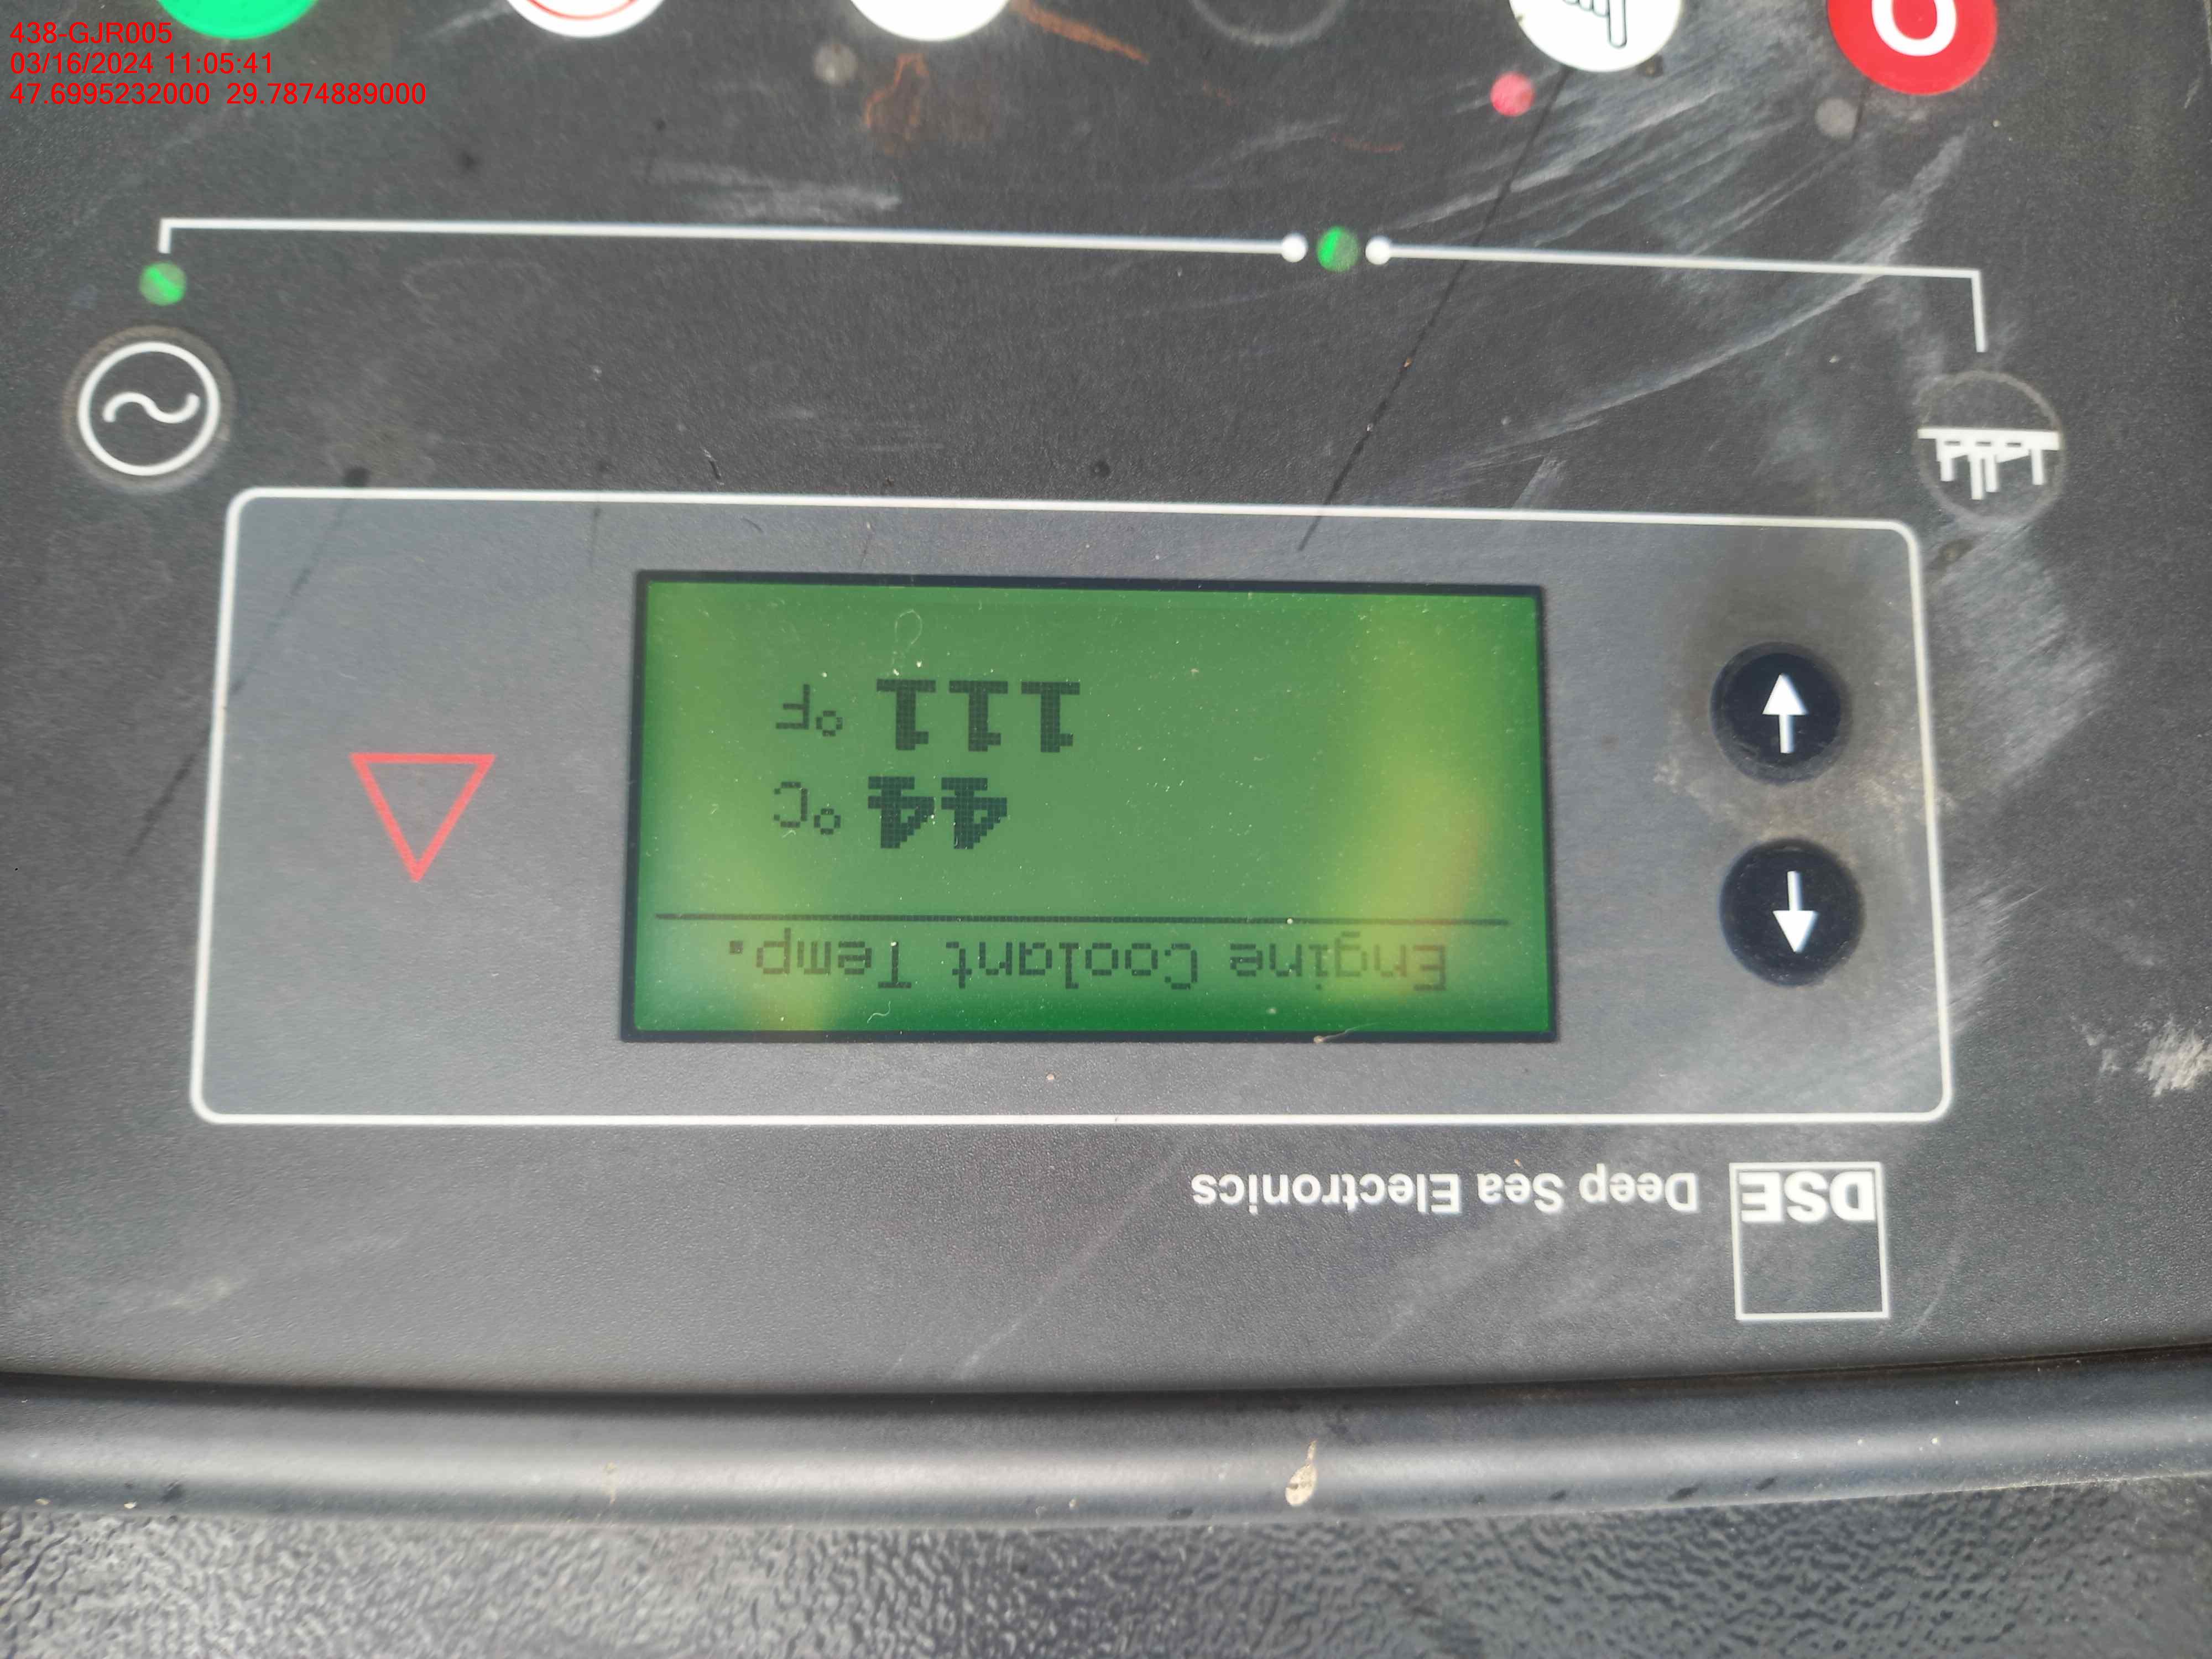 438-GJR005
03/16/2024 11:05:41
47.6995232000 29.7874889000
DSE Deep Sea Electronics
Engine Coolant Temp.
44 °C
111 °F